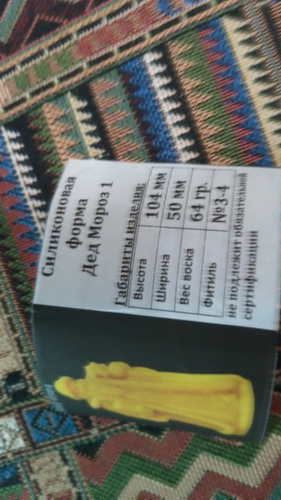 Силиконовая
форма
Дед Мороз 1
Габариты изделия:
Высота 104 мм
Ширина 50 мм
Вес воска 64 гр.
Фитиль №3-4
не подлежит обязательной
сертификации